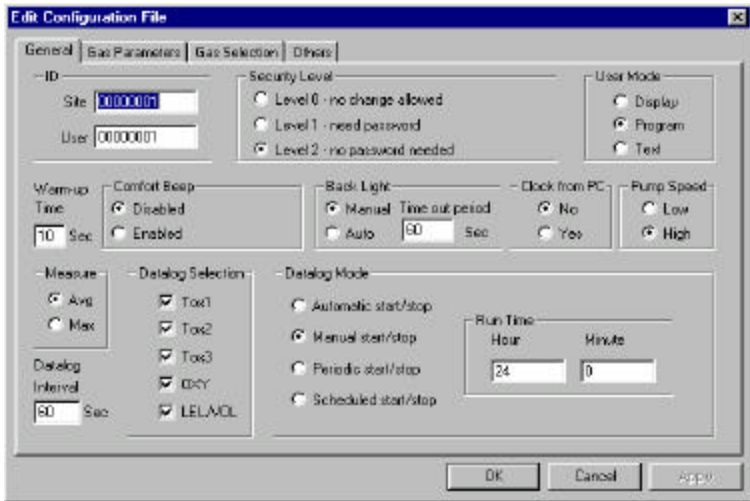 Edit Configuration File
General Gas Parameters Gas Selection Others
ID
Site 00000001
User 00000001
Security Level
Level 0 - no change allowed
Level 1 - need password
Level 2 - no password needed
User Mode
Display
Program
Text
Warm-up
Time
10 Sec
Comfort Beep
Disabled
Enabled
Back Light
Manual
Auto
Time out period
60 Sec
Clock from PC
No
Yes
Pump Speed
Low
High
Measure
Avg
Max
Datalog
Interval
60 Sec
Datalog Selection
Tox1
Tox2
Tox3
OXY
LEL/VOL
Datalog Mode
Automatic start/stop
Manual start/stop
Periodic start/stop
Scheduled start/stop
Run Time
Hour Minute
24 0
OK Cancel Apply